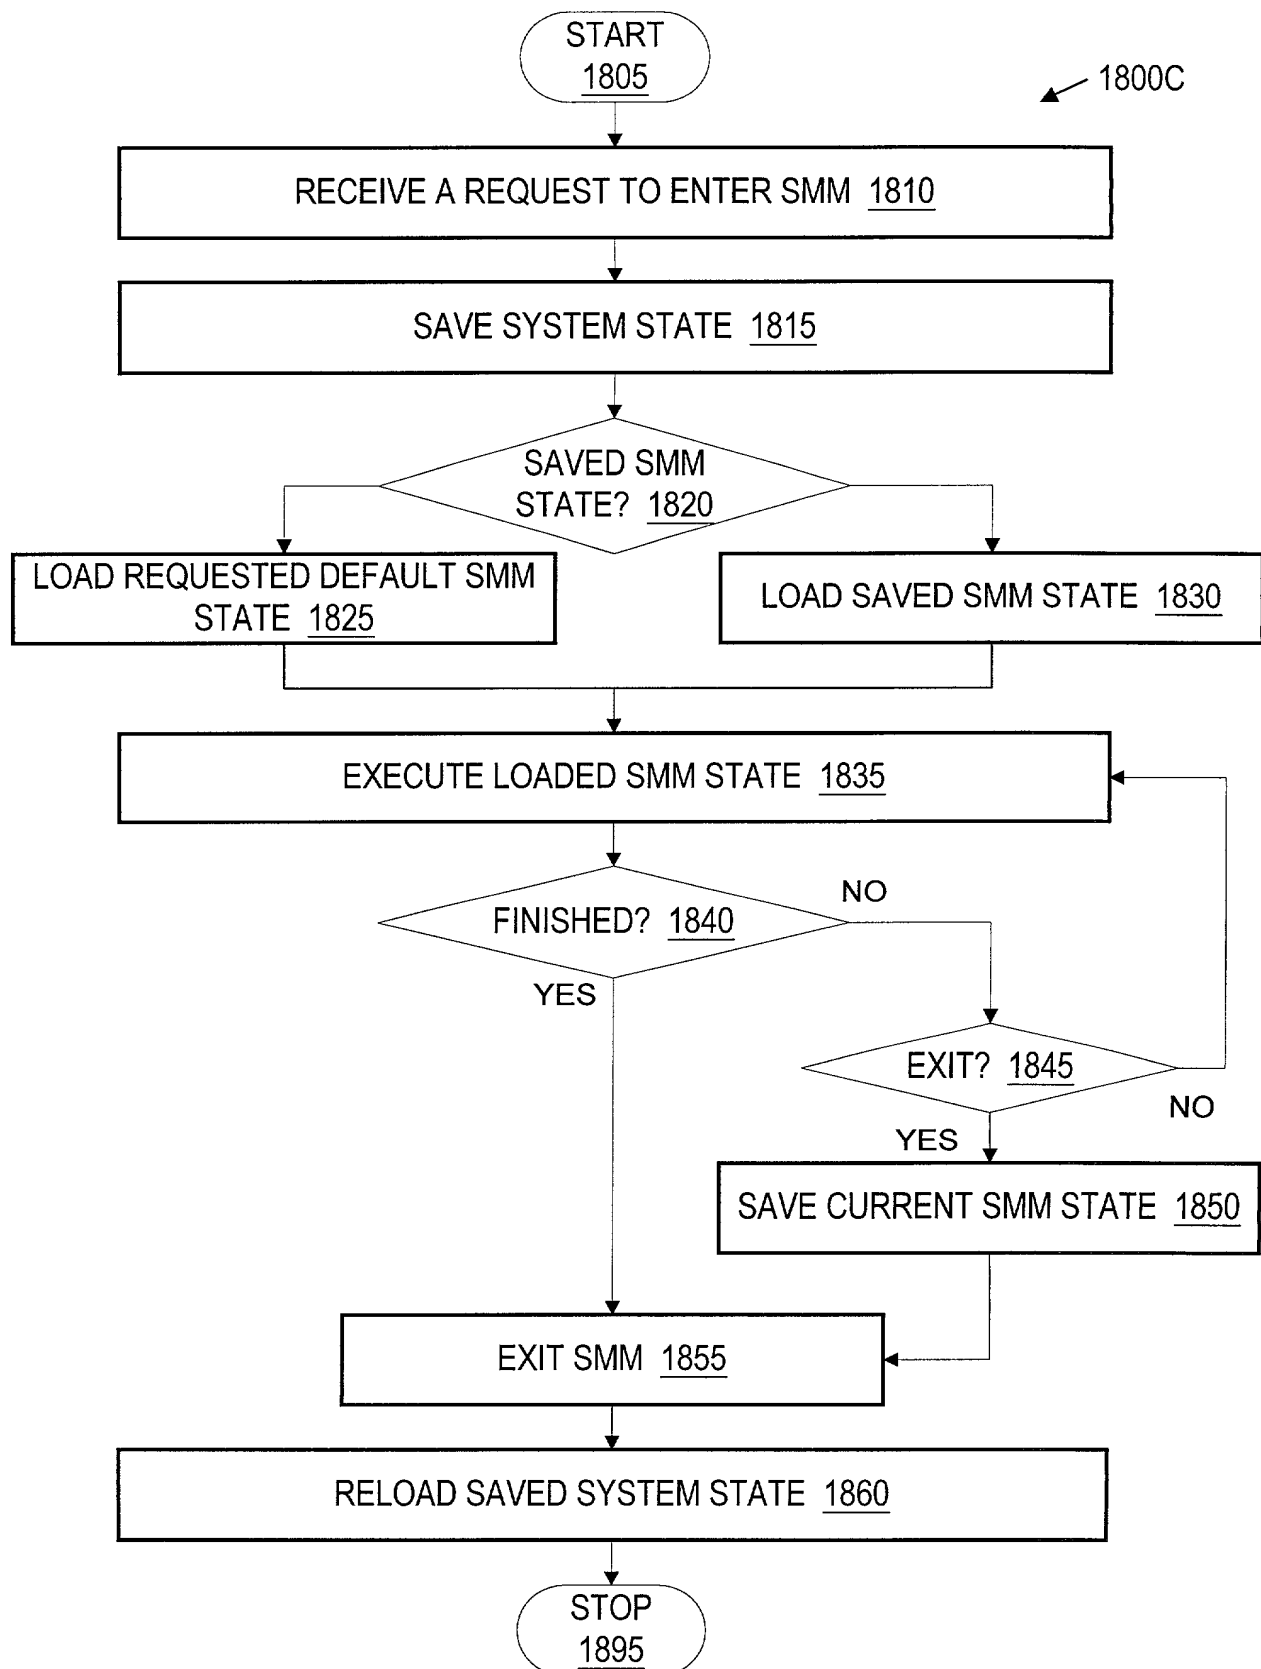 START
1805
1800C
RECEIVE A REQUEST TO ENTER SMM 1810
SAVE SYSTEM STATE 1815
SAVED SMM
STATE? 1820
LOAD REQUESTED DEFAULT SMM
STATE 1825
LOAD SAVED SMM STATE 1830
EXECUTE LOADED SMM STATE 1835
NO
FINISHED? 1840
YES
EXIT? 1845
NO
YES
SAVE CURRENT SMM STATE 1850
EXIT SMM 1855
RELOAD SAVED SYSTEM STATE 1860
STOP
1895